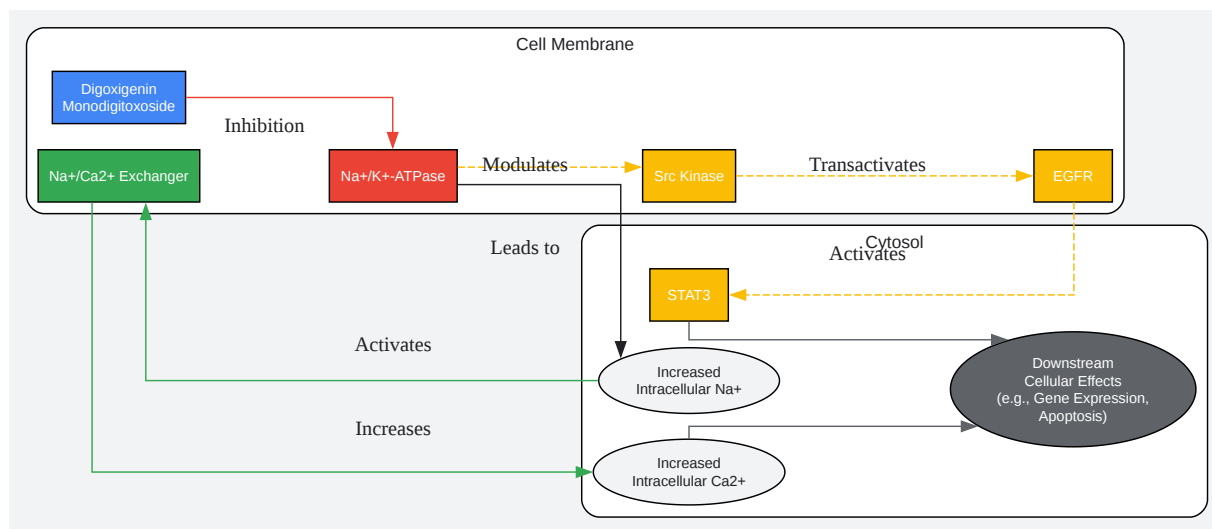 Cell Membrane
Digoxigenin
Monodigitoxoside
Inhibition
Na+/Ca2+ Exchanger
Na+/K+-ATPase
Modulates
Src Kinase
Transactivates
EGFR
Leads to
Cytosol
Activates
STAT3
Activates
Increased
Intracellular Na+
Downstream
Cellular Effects
(e.g., Gene Expression,
Apoptosis)
Increases
Increased
Intracellular Ca2+